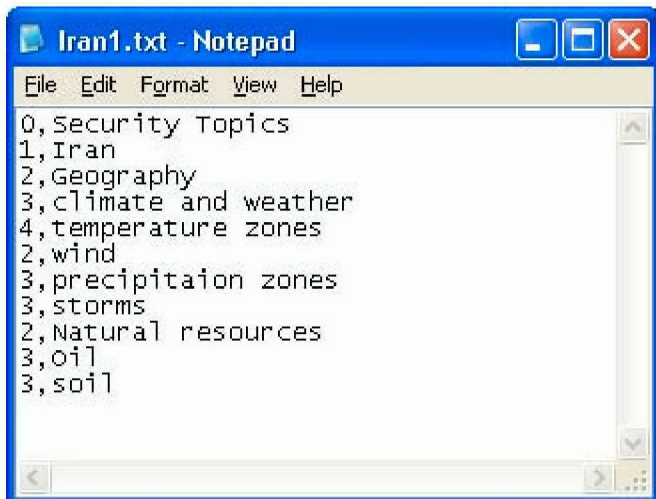 Iran1.txt - Notepad
File Edit Format View Help
0,Security Topics
1,Iran
2,Geography
3,climate and weather
4,temperature zones
2,wind
3,precipitaion zones
3,storms
2,Natural resources
3,Oil
3,soil